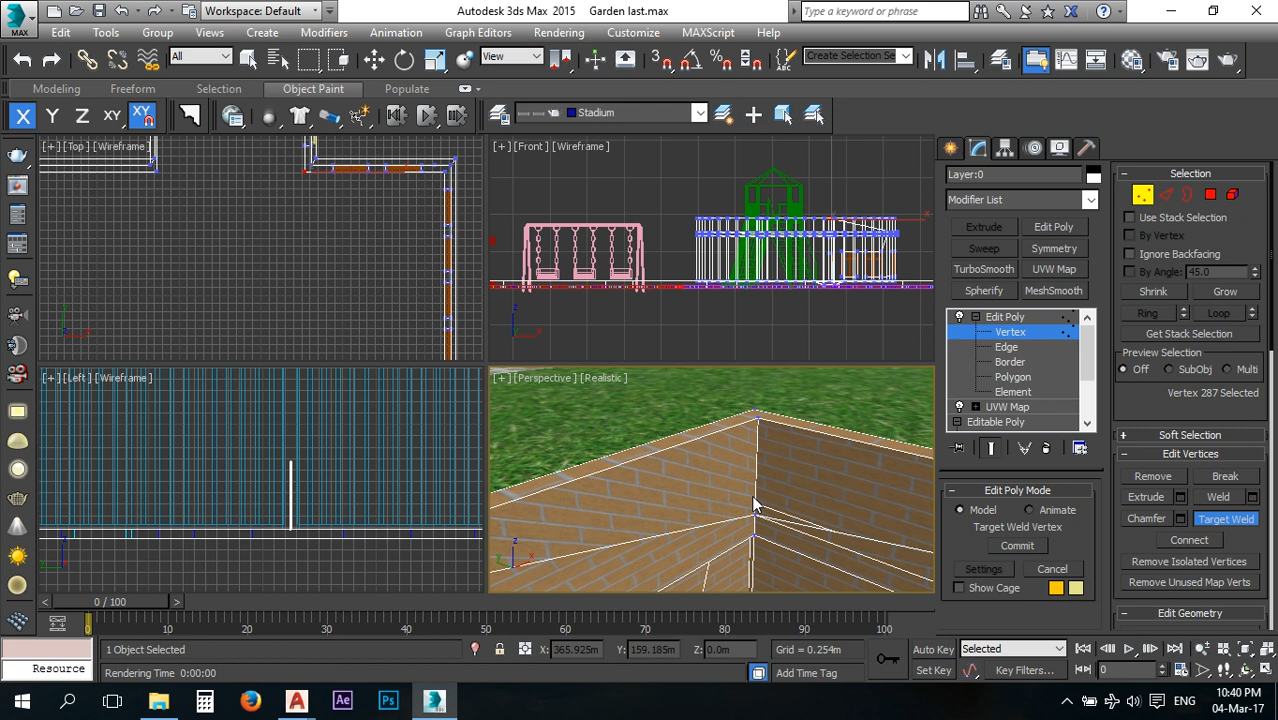 MAX
Workspace: Default
Autodesk 3ds Max 2015 Garden last.max
Type a keyword or phrase
Edit Tools Group Views Create Modifiers Animation Graph Editors Rendering Customize MAXScript Help
All
View
3
Create Selection Se
Modeling Freeform Selection Object Paint Populate
X Y Z XY XY
Stadium
[+] [Top] [Wireframe]
[+] [Front] [Wireframe]
[+] [Left] [Wireframe]
[+] [Perspective] [Realistic]
Layer:0
Modifier List
Extrude Edit Poly
Sweep Symmetry
TurboSmooth UVW Map
Spherify MeshSmooth
Edit Poly
Vertex
Edge
Border
Polygon
Element
UVW Map
Editable Poly
Edit Poly Mode
Model Animate
Target Weld Vertex
Commit
Settings Cancel
Show Cage
Selection
Use Stack Selection
By Vertex
Ignore Backfacing
By Angle: 45.0
Shrink Grow
Ring Loop
Get Stack Selection
Preview Selection
Off SubObj Multi
Vertex 287 Selected
Soft Selection
Edit Vertices
Remove Break
Extrude Weld
Chamfer Target Weld
Connect
Remove Isolated Vertices
Remove Unused Map Verts
Edit Geometry
0 / 100
0 10 20 30 40 50 60 70 80 90 100
1 Object Selected
X: 365.925m Y: 159.185m Z: 0.0m Grid = 0.254m
Auto Key Selected
Resource
Rendering Time 0:00:00
Add Time Tag
Set Key Key Filters...
0
A Ae Ps
ENG
10:40 PM
04-Mar-17